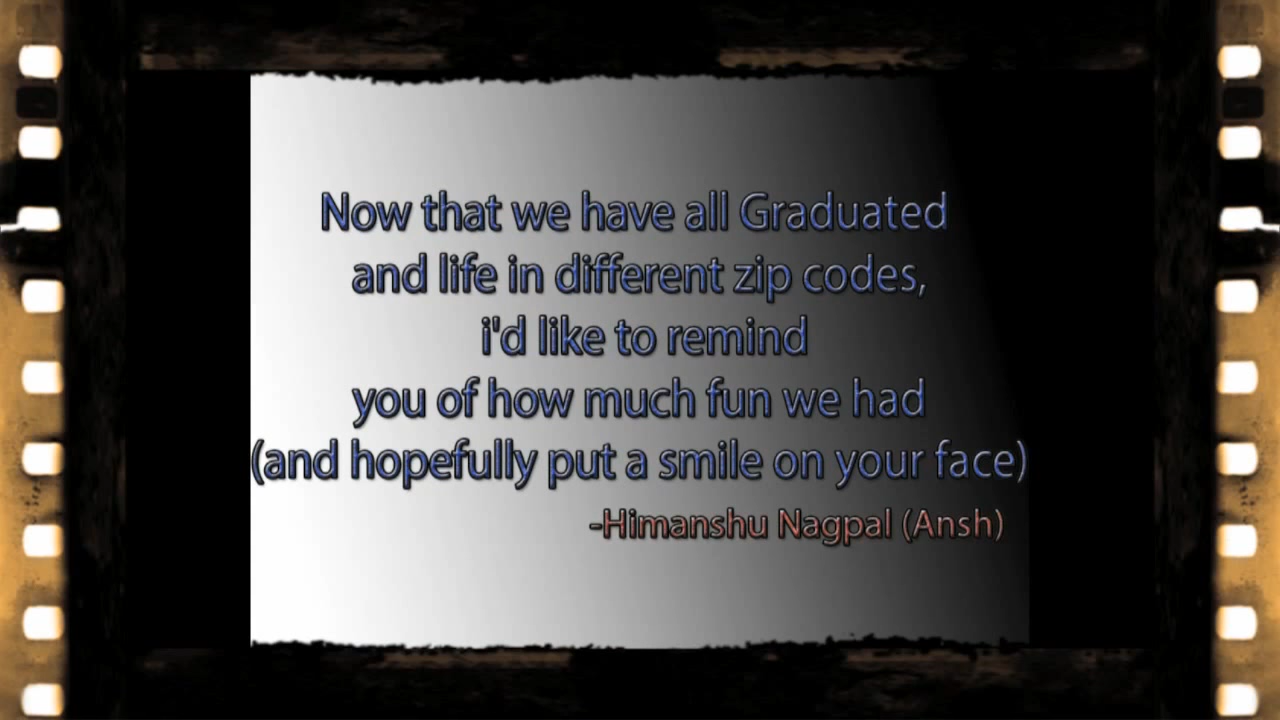 Now that we have all Graduated
and life in different zip codes,
i'd like to remind
you of how much fun we had
(and hopefully put a smile on your face)
-Himanshu Nagpal (Ansh)